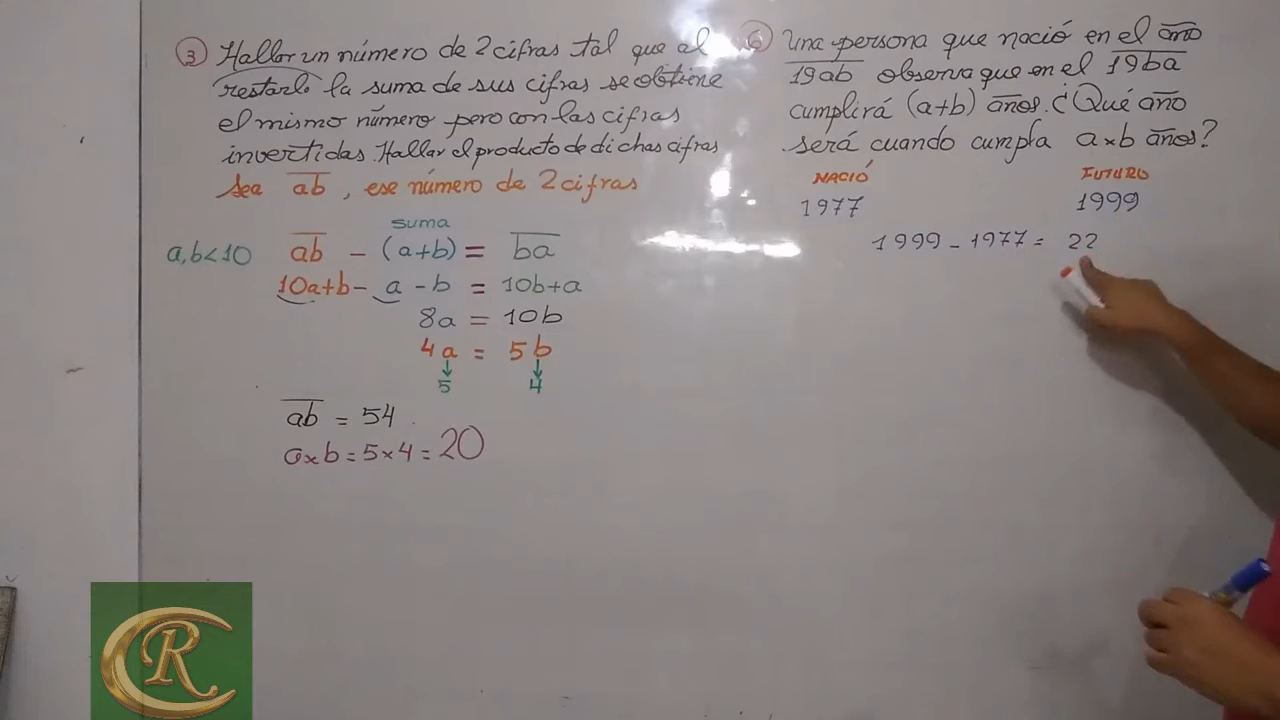 ③ Hallar un número de 2 cifras tal que al
restarle la suma de sus cifras se obtiene
el mismo número pero con las cifras
invertidas. Hallar el producto de dichas cifras
Sea ab, ese número de 2 cifras
suma
a,b<10 ab - (a+b) = ba
10a+b- a - b = 10b+a
8a = 10b
4a = 5b
5 4
ab = 54
a×b = 5×4 = 20
⑥ Una persona que nació en el año
19ab observa que en el 19ba
cumplirá (a+b) años. ¿Qué año
será cuando cumpla a×b años?
NACIÓ FUTURO
1977 1999
1999 - 1977 = 22
CR